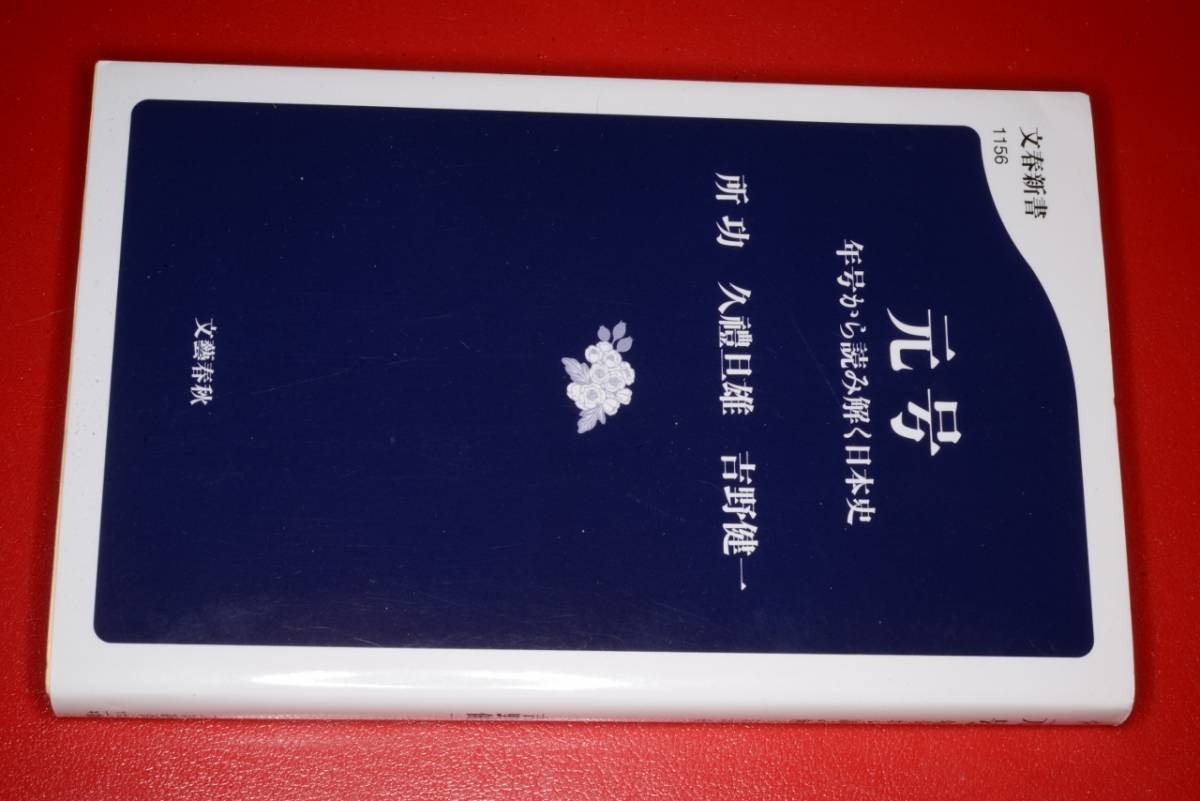 文春新書
1156
元号
年号から読み解く日本史
所功 久禮旦雄 吉野健一
文藝春秋